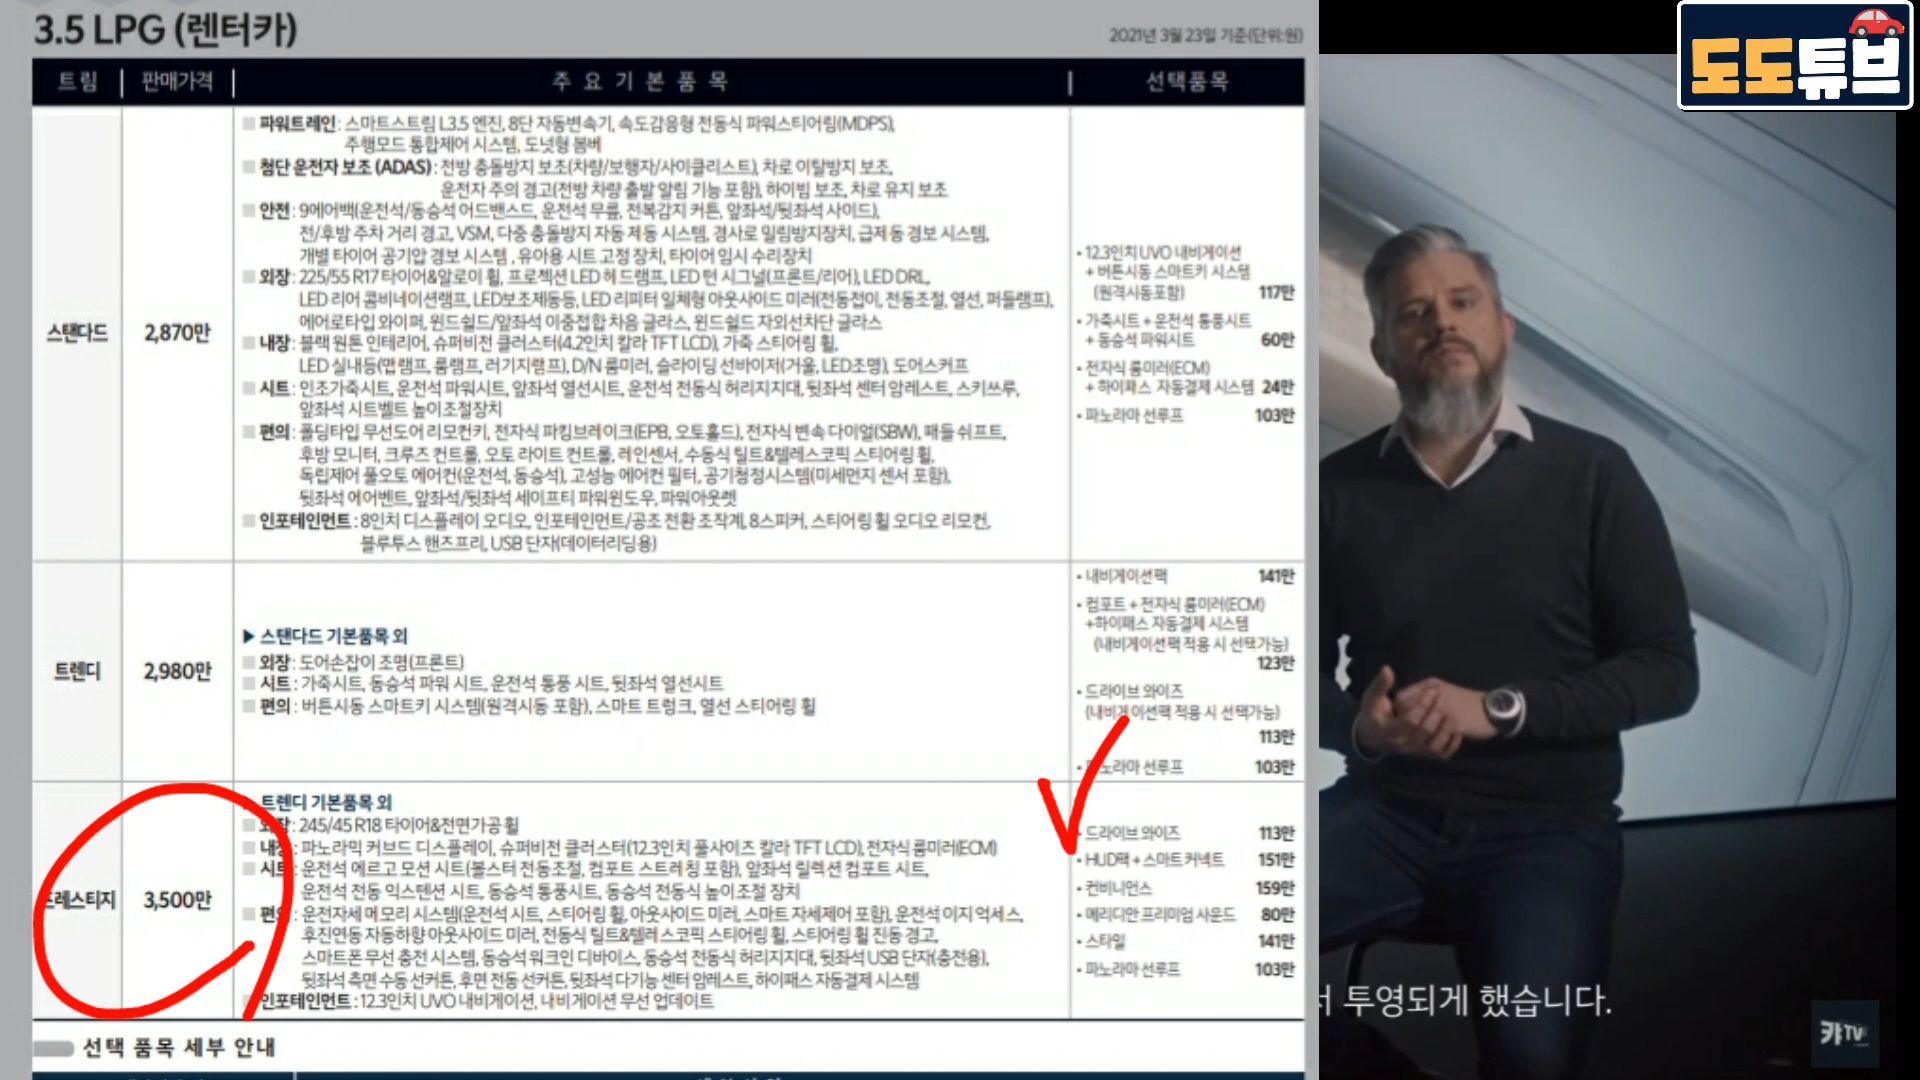 3.5 LPG (렌터카)
2021년 3월 23일 기준(단위:원)
도도튜브
트림 판매가격 주요기본품목 선택품목
스탠다드
2,870만
파워트레인 : 스마트스트림 L3.5 엔진, 8단 자동변속기, 속도감응형 전동식 파워스티어링(MDPS),
주행모드 통합제어 시스템, 도넛형 봄베
첨단 운전자 보조 (ADAS) : 전방 충돌방지 보조(차량/보행자/사이클리스트), 차로 이탈방지 보조,
운전자 주의 경고(전방 차량 출발 알림 기능 포함), 하이빔 보조, 차로 유지 보조
안전 : 9에어백(운전석/동승석 어드밴스드, 운전석 무릎, 전복감지 커튼, 앞좌석/뒷좌석 사이드),
전/후방 주차 거리 경고, VSM, 다중 충돌방지 자동 제동 시스템, 경사로 밀림방지장치, 급제동 경보 시스템,
개별 타이어 공기압 경보 시스템 , 유아용 시트 고정 장치, 타이어 임시 수리장치
외장 : 225/55 R17 타이어&알로이 휠, 프로젝션 LED 헤드램프, LED 턴 시그널(프론트/리어), LED DRL,
LED 리어 콤비네이션램프, LED보조제동등, LED 리피터 일체형 아웃사이드 미러(전동접이, 전동조절, 열선, 퍼들램프),
에어로타입 와이퍼, 윈드쉴드/앞좌석 이중접합 차음 글라스, 윈드쉴드 자외선차단 글라스
내장 : 블랙 원톤 인테리어, 슈퍼비전 클러스터(4.2인치 칼라 TFT LCD), 가죽 스티어링 휠,
LED 실내등(맵램프, 룸램프, 러기지램프), D/N 룸미러, 슬라이딩 선바이저(거울, LED조명), 도어스커프
시트 : 인조가죽시트, 운전석 파워시트, 앞좌석 열선시트, 운전석 전동식 허리지지대, 뒷좌석 센터 암레스트, 스키쓰루,
앞좌석 시트벨트 높이조절장치
편의 : 폴딩타입 무선도어 리모컨키, 전자식 파킹브레이크(EPB, 오토홀드), 전자식 변속 다이얼(SBW), 패들 쉬프트,
후방 모니터, 크루즈 컨트롤, 오토 라이트 컨트롤, 레인센서, 수동식 틸트&텔레스코픽 스티어링 휠,
독립제어 풀오토 에어컨(운전석, 동승석), 고성능 에어컨 필터, 공기청정시스템(미세먼지 센서 포함),
뒷좌석 에어벤트, 앞좌석/뒷좌석 세이프티 파워윈도우, 파워아웃렛
인포테인먼트 : 8인치 디스플레이 오디오, 인포테인먼트/공조 전환 조작계, 8스피커, 스티어링 휠 오디오 리모컨,
블루투스 핸즈프리, USB 단자(데이터리딩용)
• 12.3인치 UVO 내비게이션
+ 버튼시동 스마트키 시스템
(원격시동포함) 117만
• 가죽시트 + 운전석 통풍시트
+ 동승석 파워시트 60만
• 전자식 룸미러(ECM)
+ 하이패스 자동결제 시스템 24만
• 파노라마 선루프 103만
트렌디
2,980만
▶ 스탠다드 기본품목 외
외장 : 도어손잡이 조명(프론트)
시트 : 가죽시트, 동승석 파워 시트, 운전석 통풍 시트, 뒷좌석 열선시트
편의 : 버튼시동 스마트키 시스템(원격시동 포함), 스마트 트렁크, 열선 스티어링 휠
• 내비게이션팩 141만
• 컴포트 + 전자식 룸미러(ECM)
+하이패스 자동결제 시스템
(내비게이션팩 적용 시 선택가능)
123만
• 드라이브 와이즈
(내비게이션팩 적용 시 선택가능)
113만
• 파노라마 선루프 103만
프레스티지
3,500만
트렌디 기본품목 외
외장 : 245/45 R18 타이어&전면가공 휠
내장 : 파노라믹 커브드 디스플레이, 슈퍼비전 클러스터(12.3인치 풀사이즈 칼라 TFT LCD), 전자식 룸미러(ECM)
시트 : 운전석 에르고 모션 시트(볼스터 전동조절, 컴포트 스트레칭 포함), 앞좌석 릴렉션 컴포트 시트,
운전석 전동 익스텐션 시트, 동승석 통풍시트, 동승석 전동식 높이조절 장치
편의 : 운전자세 메모리 시스템(운전석 시트, 스티어링 휠, 아웃사이드 미러, 스마트 자세제어 포함), 운전석 이지 억세스,
후진연동 자동하향 아웃사이드 미러, 전동식 틸트&텔레스코픽 스티어링 휠, 스티어링 휠 진동 경고,
스마트폰 무선 충전 시스템, 동승석 워크인 디바이스, 동승석 전동식 허리지지대, 뒷좌석 USB 단자(충전용),
뒷좌석 측면 수동 선커튼, 후면 전동 선커튼, 뒷좌석 다기능 센터 암레스트, 하이패스 자동결제 시스템
인포테인먼트 : 12.3인치 UVO 내비게이션, 내비게이션 무선 업데이트
• 드라이브 와이즈 113만
• HUD팩 + 스마트 커넥트 151만
• 컨비니언스 159만
• 메리디안 프리미엄 사운드 80만
• 스타일 141만
• 파노라마 선루프 103만
선택 품목 세부 안내
서 투영되게 했습니다.
캬TV